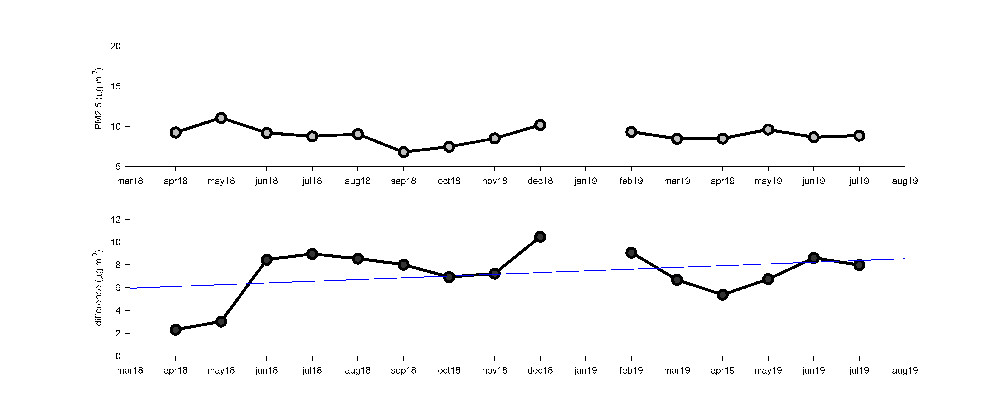 PM2.5 (μg m-3)
20
15
10
5
mar18 apr18 may18 jun18 jul18 aug18 sep18 oct18 nov18 dec18 jan19 feb19 mar19 apr19 may19 jun19 jul19 aug19
difference (μg m-3)
12
10
8
6
4
2
0
mar18 apr18 may18 jun18 jul18 aug18 sep18 oct18 nov18 dec18 jan19 feb19 mar19 apr19 may19 jun19 jul19 aug19